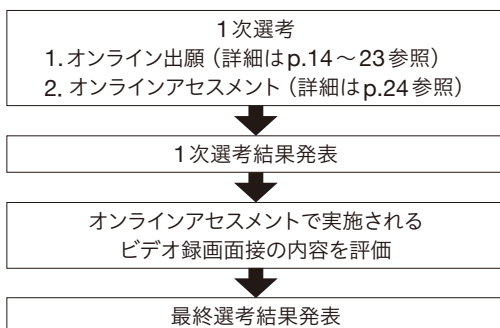 1次選考
1. オンライン出願（詳細はp.14～23参照）
2. オンラインアセスメント（詳細はp.24参照）
1次選考結果発表
オンラインアセスメントで実施される
ビデオ録画面接の内容を評価
最終選考結果発表